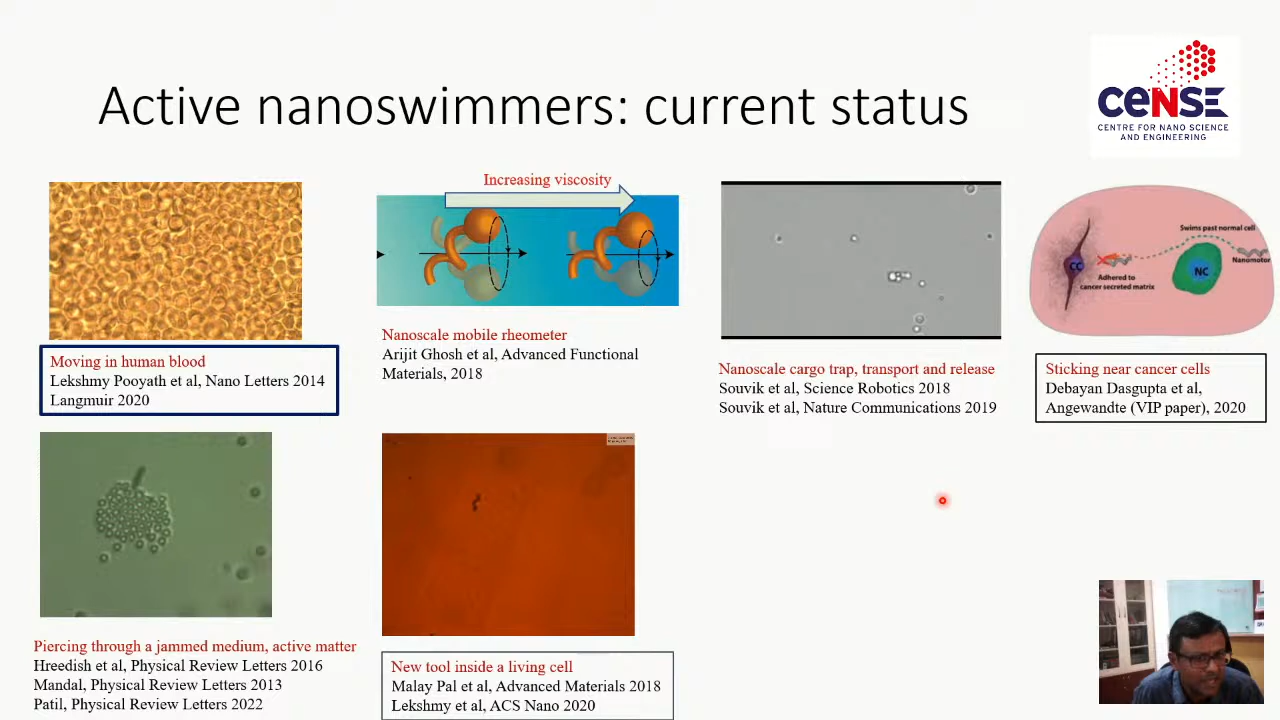 Active nanoswimmers: current status
CeNSE
CENTRE FOR NANO SCIENCE
AND ENGINEERING
Increasing viscosity
Moving in human blood
Lekshmy Pooyath et al, Nano Letters 2014
Langmuir 2020
Nanoscale mobile rheometer
Arijit Ghosh et al, Advanced Functional
Materials, 2018
Nanoscale cargo trap, transport and release
Souvik et al, Science Robotics 2018
Souvik et al, Nature Communications 2019
Swims past normal cell
Nanomotor
CC
NC
Adhered to
cancer secreted matrix
Sticking near cancer cells
Debayan Dasgupta et al,
Angewandte (VIP paper), 2020
Piercing through a jammed medium, active matter
Hreedish et al, Physical Review Letters 2016
Mandal, Physical Review Letters 2013
Patil, Physical Review Letters 2022
New tool inside a living cell
Malay Pal et al, Advanced Materials 2018
Lekshmy et al, ACS Nano 2020